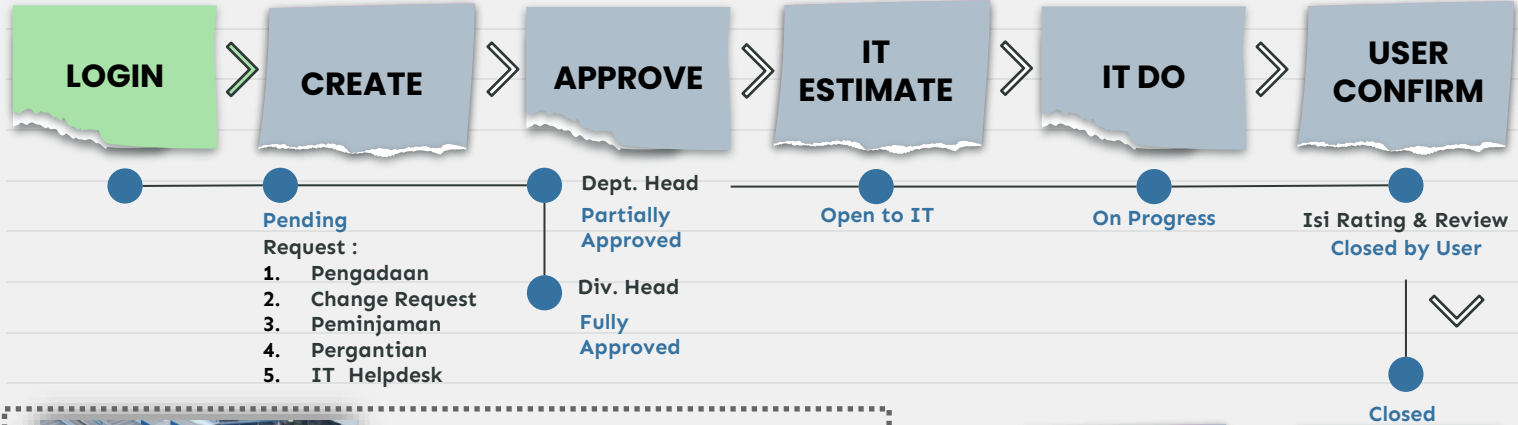 LOGIN
CREATE
APPROVE
IT
ESTIMATE
IT DO
USER
CONFIRM
Pending
Request :
1. Pengadaan
2. Change Request
3. Peminjaman
4. Pergantian
5. IT Helpdesk
Dept. Head
Partially
Approved
Div. Head
Fully
Approved
Open to IT
On Progress
Isi Rating & Review
Closed by User
Closed